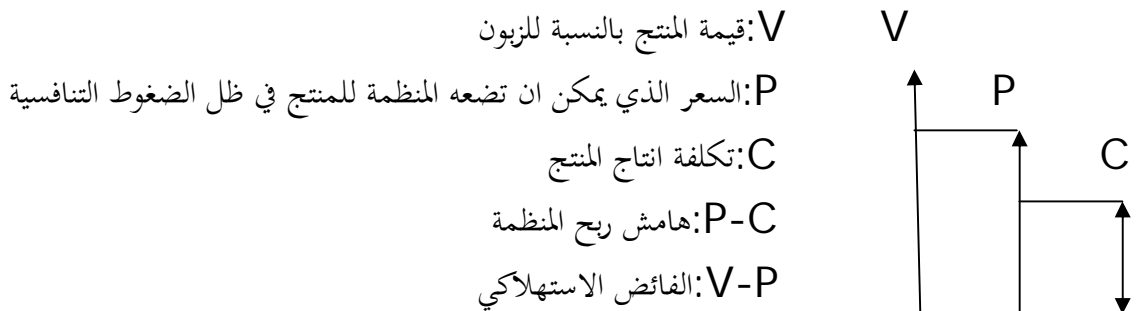 V:قيمة المنتج بالنسبة للزبون
P:السعر الذي يمكن ان تضعه المنظمة للمنتج في ظل الضغوط التنافسية
C:تكلفة انتاج المنتج
P-C:هامش ربح المنظمة
V-P:الفائض الاستهلاكي
V
P
C